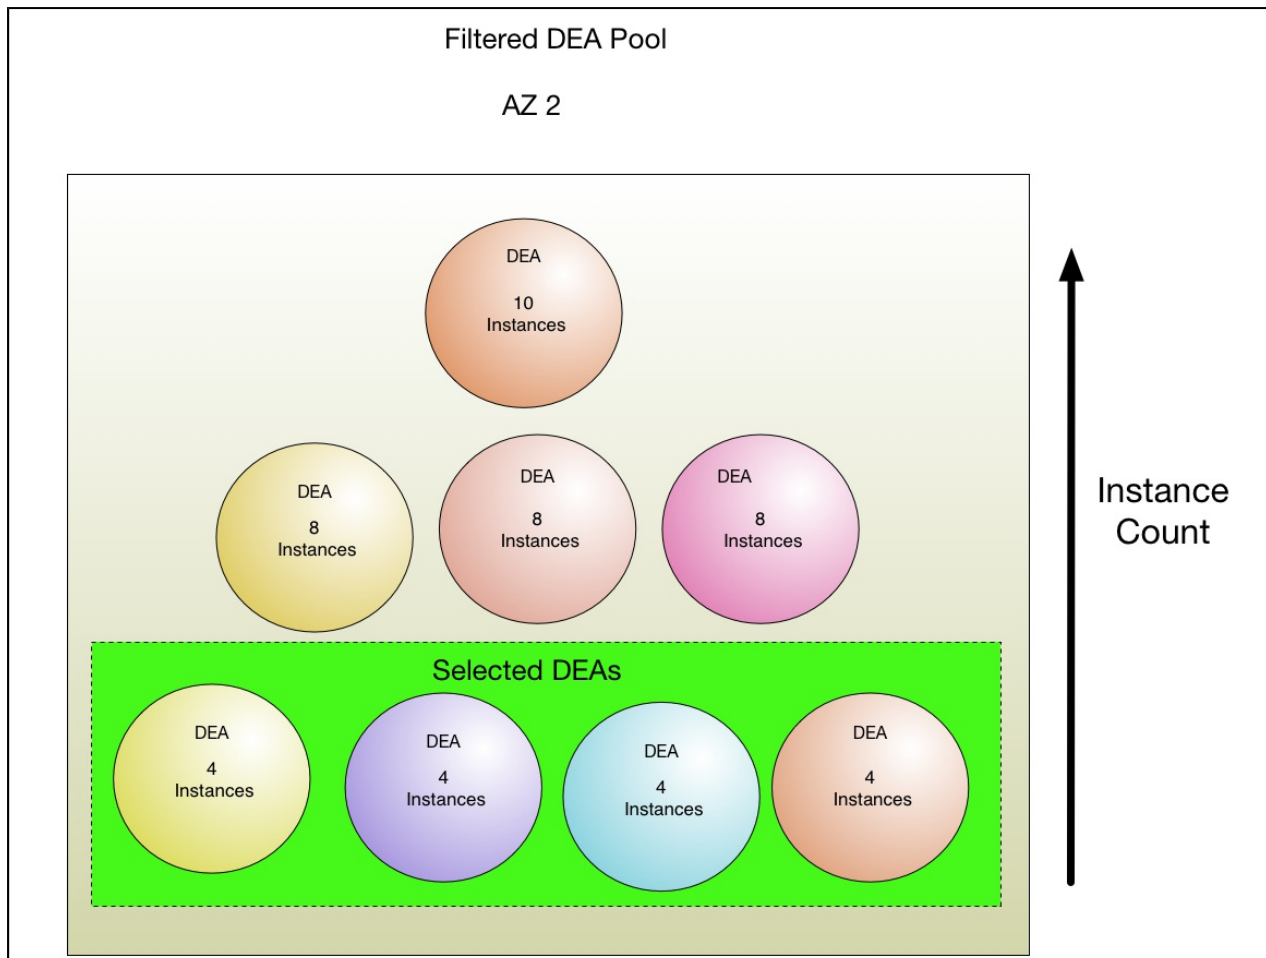 Filtered DEA Pool
AZ 2
DEA
10
Instances
DEA
8
Instances
DEA
8
Instances
DEA
8
Instances
Instance
Count
Selected DEAs
DEA
4
Instances
DEA
4
Instances
DEA
4
Instances
DEA
4
Instances